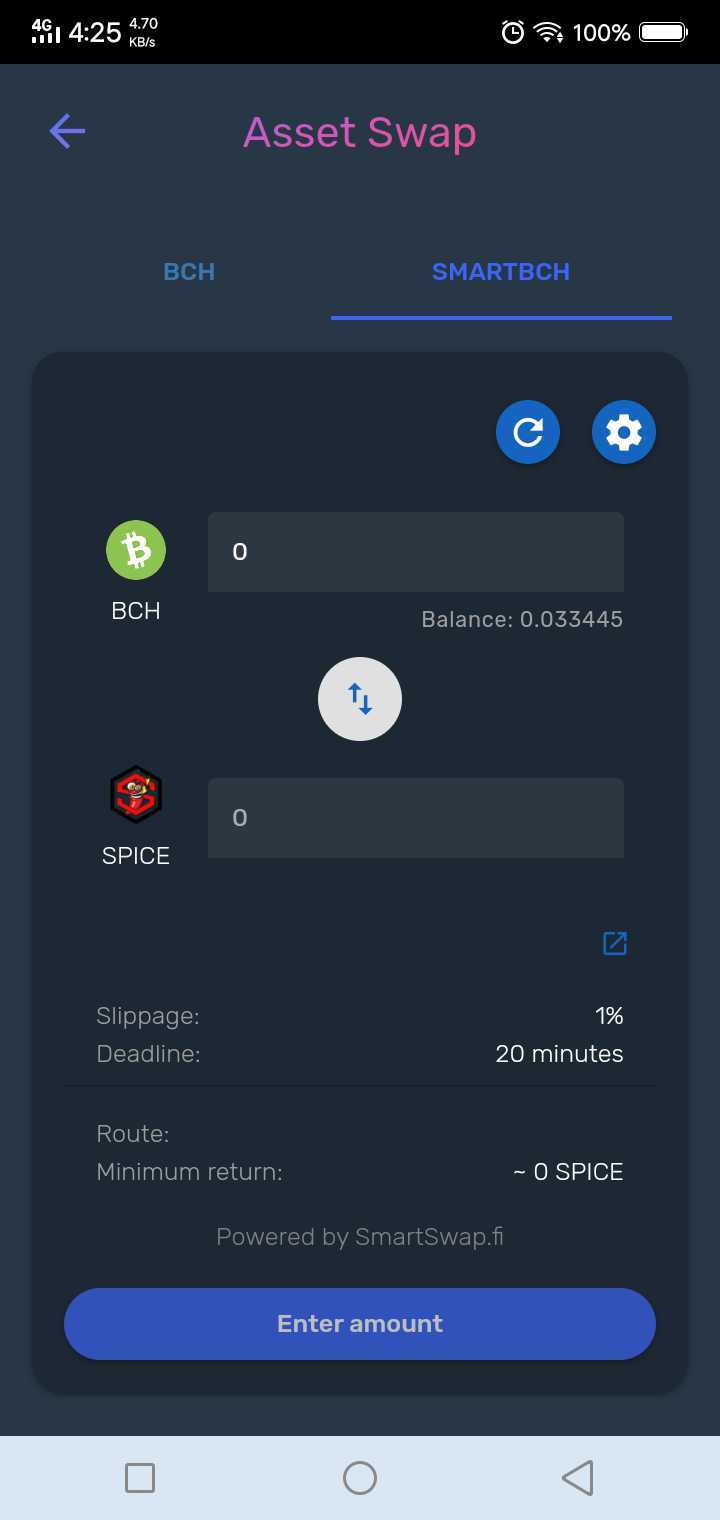 4G 4:25 4.70 KB/s 100%
Asset Swap
BCH SMARTBCH
0
BCH
Balance: 0.033445
0
SPICE
Slippage: 1%
Deadline: 20 minutes
Route:
Minimum return: ~ 0 SPICE
Powered by SmartSwap.fi
Enter amount